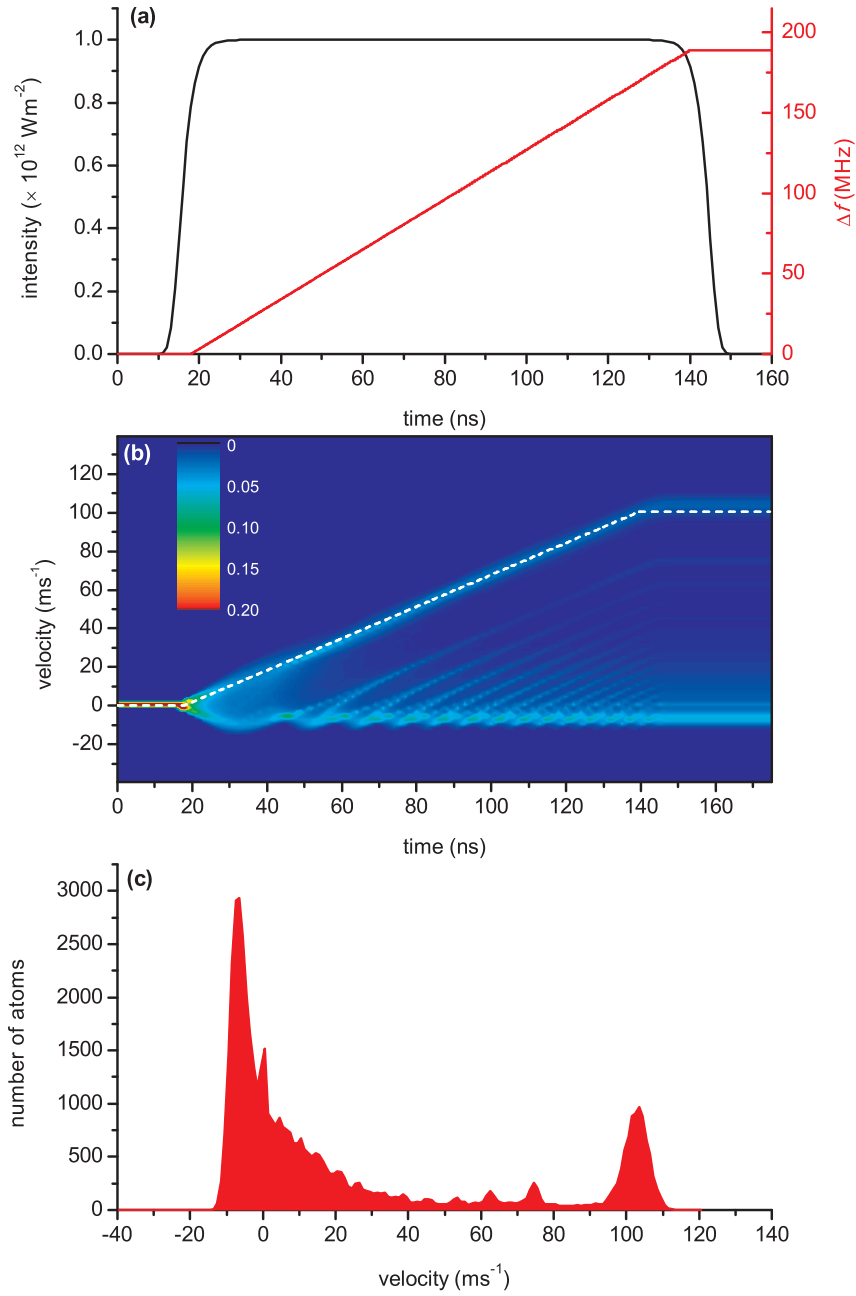 (a)
intensity (× 10¹² Wm⁻²)
1.0
0.8
0.6
0.4
0.2
0.0
200
150
100
50
0
Δf (MHz)
0 20 40 60 80 100 120 140 160
time (ns)
(b)
velocity (ms⁻¹)
120
100
80
60
40
20
0
-20
0
0.05
0.10
0.15
0.20
0 20 40 60 80 100 120 140 160
time (ns)
(c)
number of atoms
3000
2500
2000
1500
1000
500
0
-40 -20 0 20 40 60 80 100 120 140
velocity (ms⁻¹)